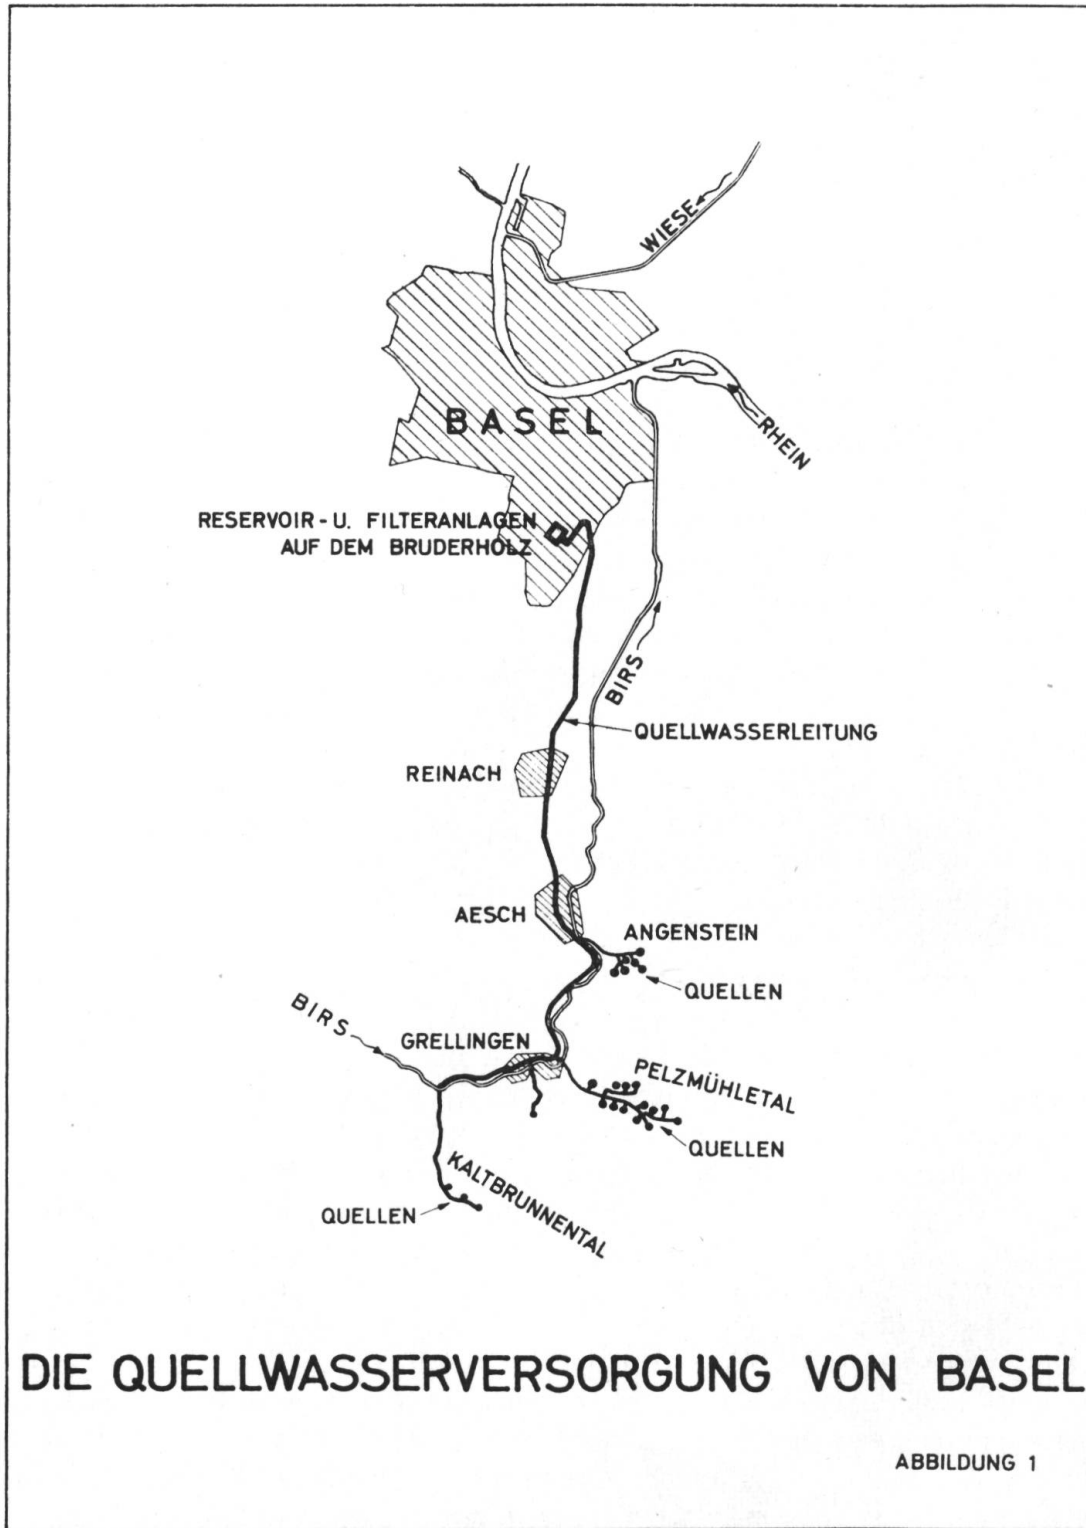 WIESE
RHEIN
BASEL
RESERVOIR - U. FILTERANLAGEN
AUF DEM BRUDERHOLZ
BIRS
QUELLWASSERLEITUNG
REINACH
AESCH
ANGENSTEIN
QUELLEN
BIRS
GRELLINGEN
PELZMÜHLETAL
QUELLEN
KALTBRUNNENTAL
QUELLEN
DIE QUELLWASSERVERSORGUNG VON BASEL
ABBILDUNG 1